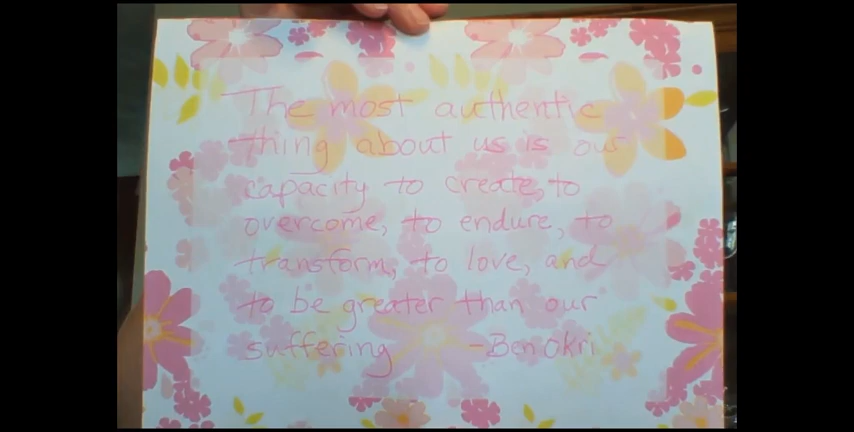 The most authentic
thing about us is our
capacity to create, to
overcome, to endure, to
transform, to love, and
to be greater than our
suffering -Ben Okri